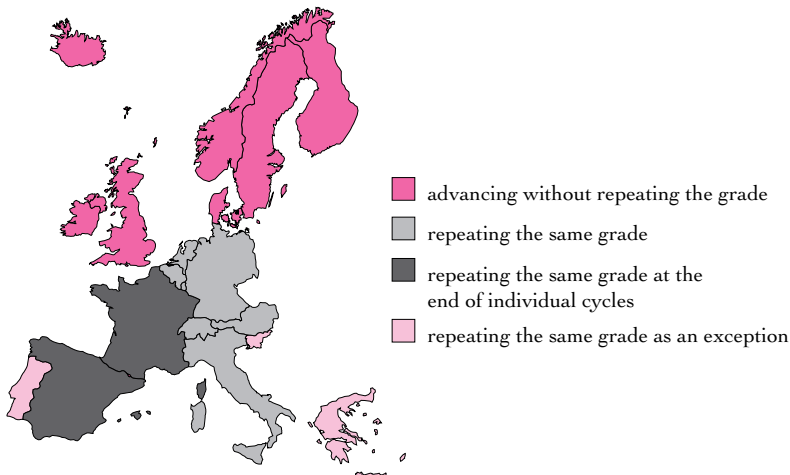 advancing without repeating the grade
repeating the same grade
repeating the same grade at the
end of individual cycles
repeating the same grade as an exception